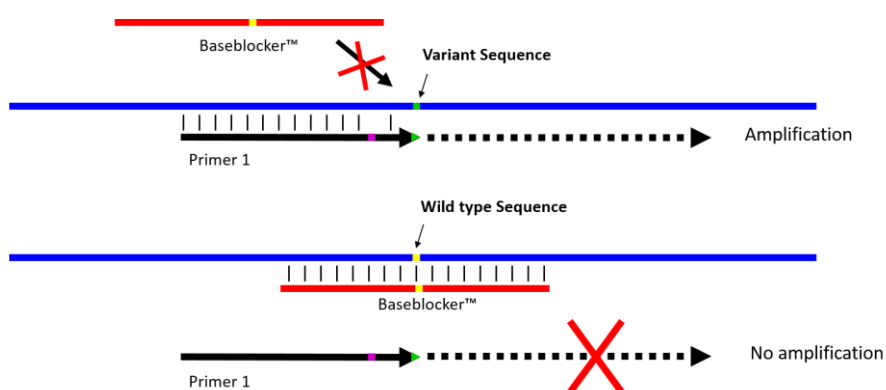 Baseblocker™
Variant Sequence
Amplification
Primer 1
Wild type Sequence
Baseblocker™
No amplification
Primer 1